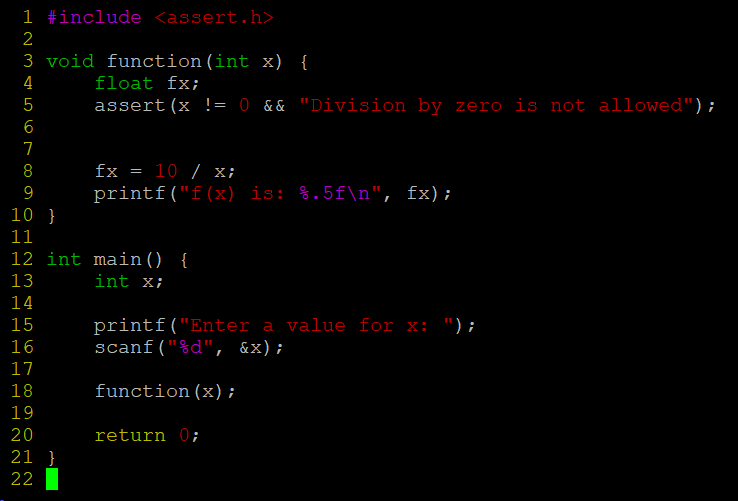 1 #include <assert.h>
2
3 void function(int x) {
4     float fx;
5     assert(x != 0 && "Division by zero is not allowed");
6
7
8     fx = 10 / x;
9     printf("f(x) is: %.5f\n", fx);
10 }
11
12 int main() {
13     int x;
14
15     printf("Enter a value for x: ");
16     scanf("%d", &x);
17
18     function(x);
19
20     return 0;
21 }
22